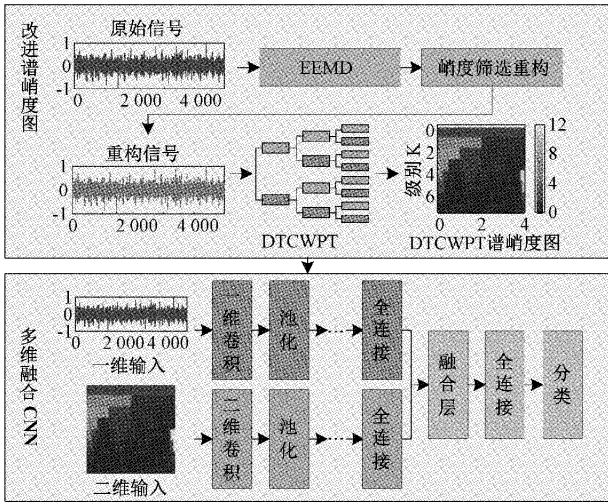 改进谱峭度图
原始信号
1
0
-1
0 2 000 4 000
EEMD
峭度筛选重构
重构信号
1
0
-1
0 2 000 4 000
DTCWPT
级别 K
0
2
4
6
0 2 4
12
8
4
0
DTCWPT谱峭度图
多维融合 CNN
1
0
-1
0 2 000 4 000
一维输入
一维卷积
池化
全连接
二维输入
二维卷积
池化
全连接
融合层
全连接
分类